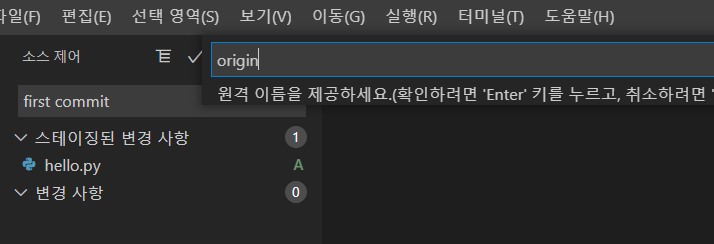 파일(F) 편집(E) 선택 영역(S) 보기(V) 이동(G) 실행(R) 터미널(T) 도움말(H)
소스 제어
origin
first commit
원격 이름을 제공하세요.(확인하려면 'Enter' 키를 누르고, 취소하려면 '
스테이징된 변경 사항 1
hello.py A
변경 사항 0